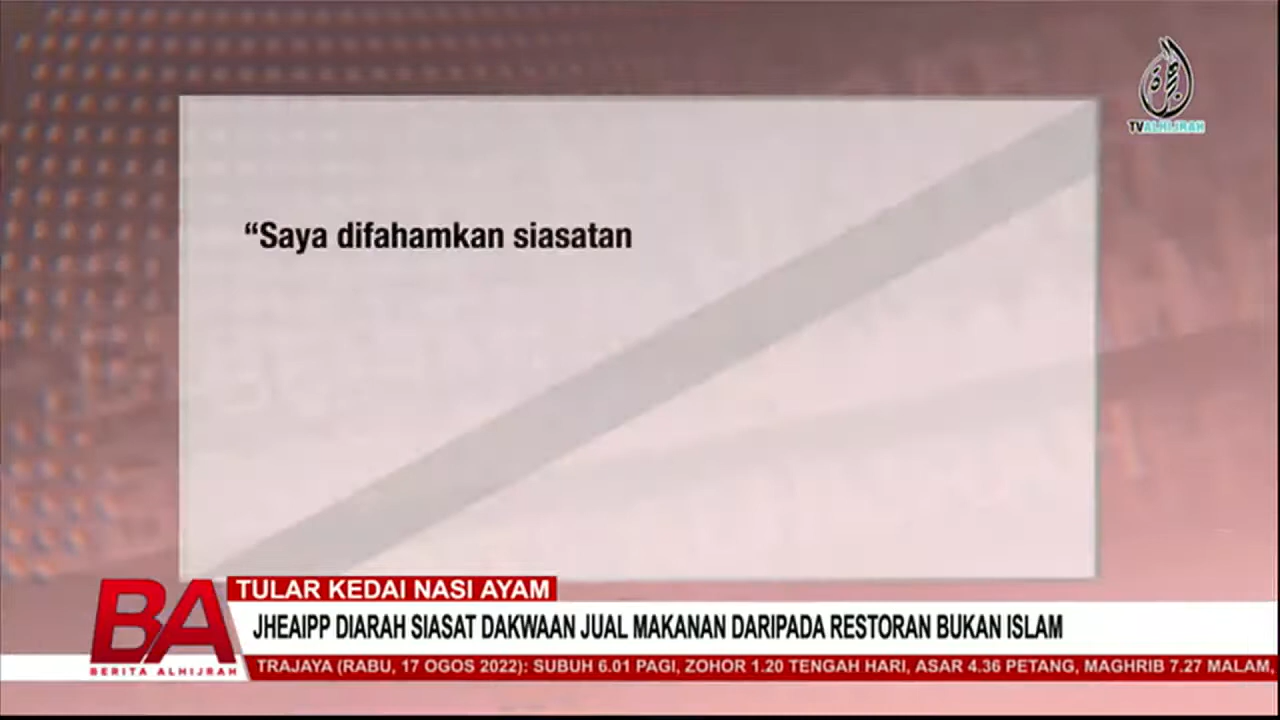 TVALHIJRAH
“Saya difahamkan siasatan
TULAR KEDAI NASI AYAM
BA
JHEAIPP DIARAH SIASAT DAKWAAN JUAL MAKANAN DARIPADA RESTORAN BUKAN ISLAM
BERITA ALHIJRAH
TRAJAYA (RABU, 17 OGOS 2022): SUBUH 6.01 PAGI, ZOHOR 1.20 TENGAH HARI, ASAR 4.36 PETANG, MAGHRIB 7.27 MALAM,